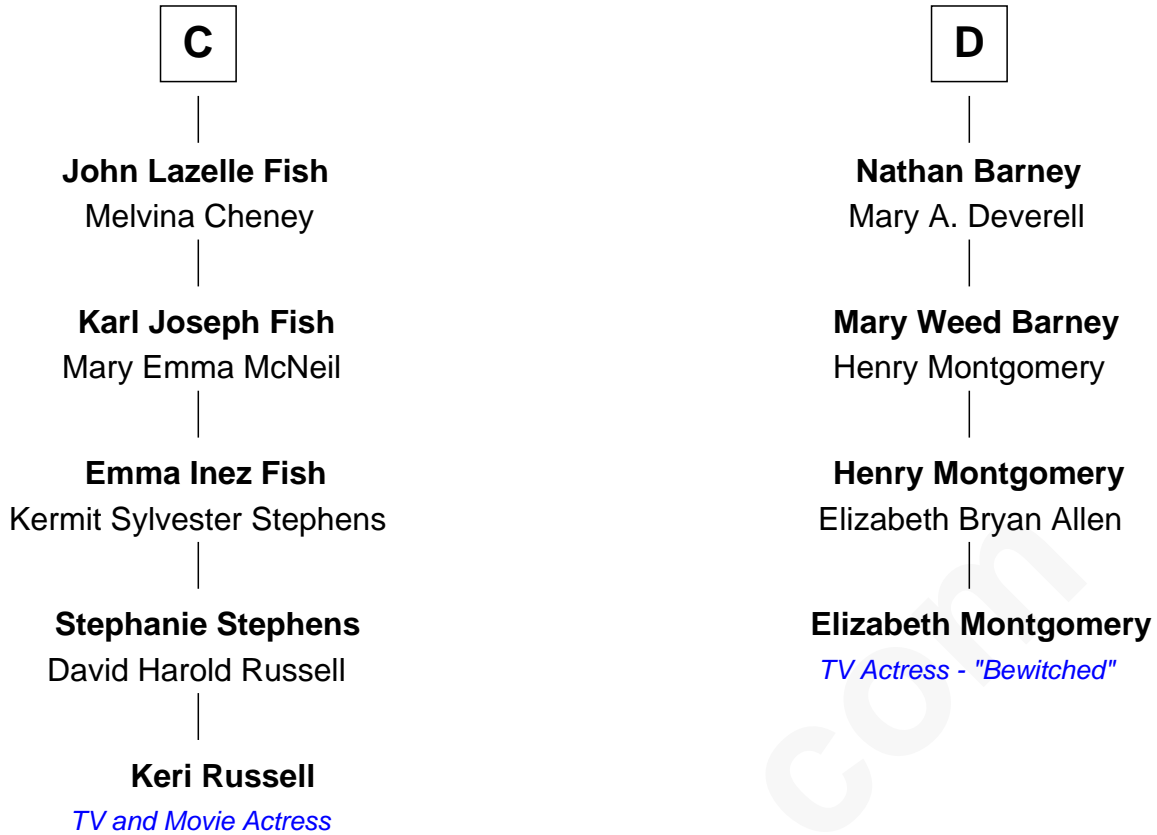 C
John Lazelle Fish
Melvina Cheney
Karl Joseph Fish
Mary Emma McNeil
Emma Inez Fish
Kermit Sylvester Stephens
Stephanie Stephens
David Harold Russell
Keri Russell
TV and Movie Actress
D
Nathan Barney
Mary A. Deverell
Mary Weed Barney
Henry Montgomery
Henry Montgomery
Elizabeth Bryan Allen
Elizabeth Montgomery
TV Actress - "Bewitched"
com